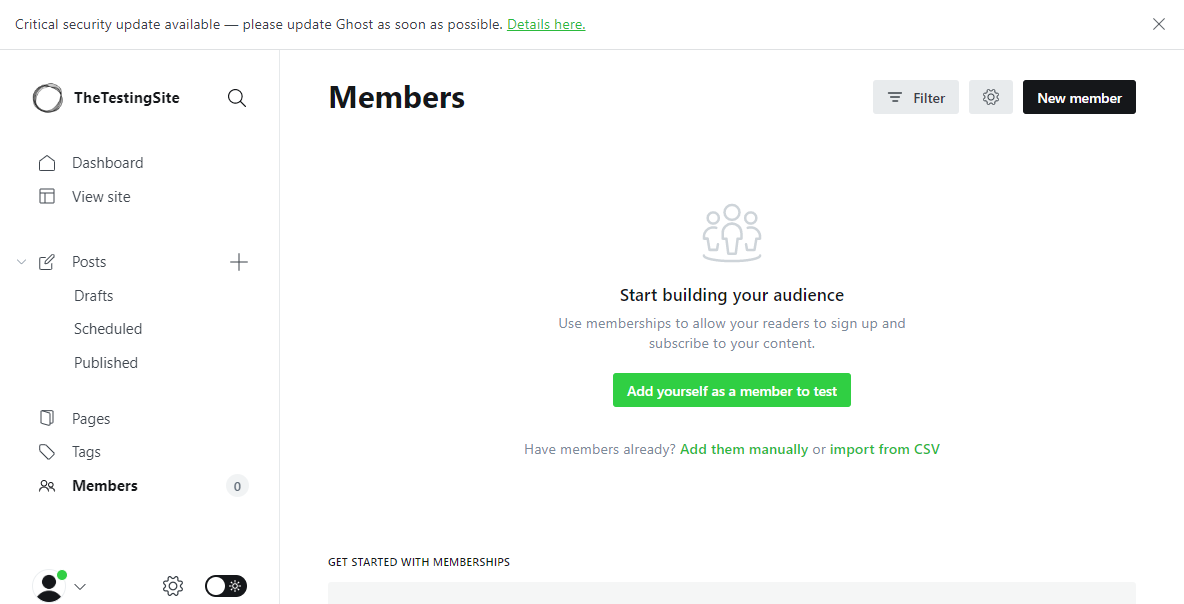 Critical security update available — please update Ghost as soon as possible. Details here.
TheTestingSite
Dashboard
View site
Posts
Drafts
Scheduled
Published
Pages
Tags
Members
0
Members
Filter
New member
Start building your audience
Use memberships to allow your readers to sign up and
subscribe to your content.
Add yourself as a member to test
Have members already? Add them manually or import from CSV
GET STARTED WITH MEMBERSHIPS